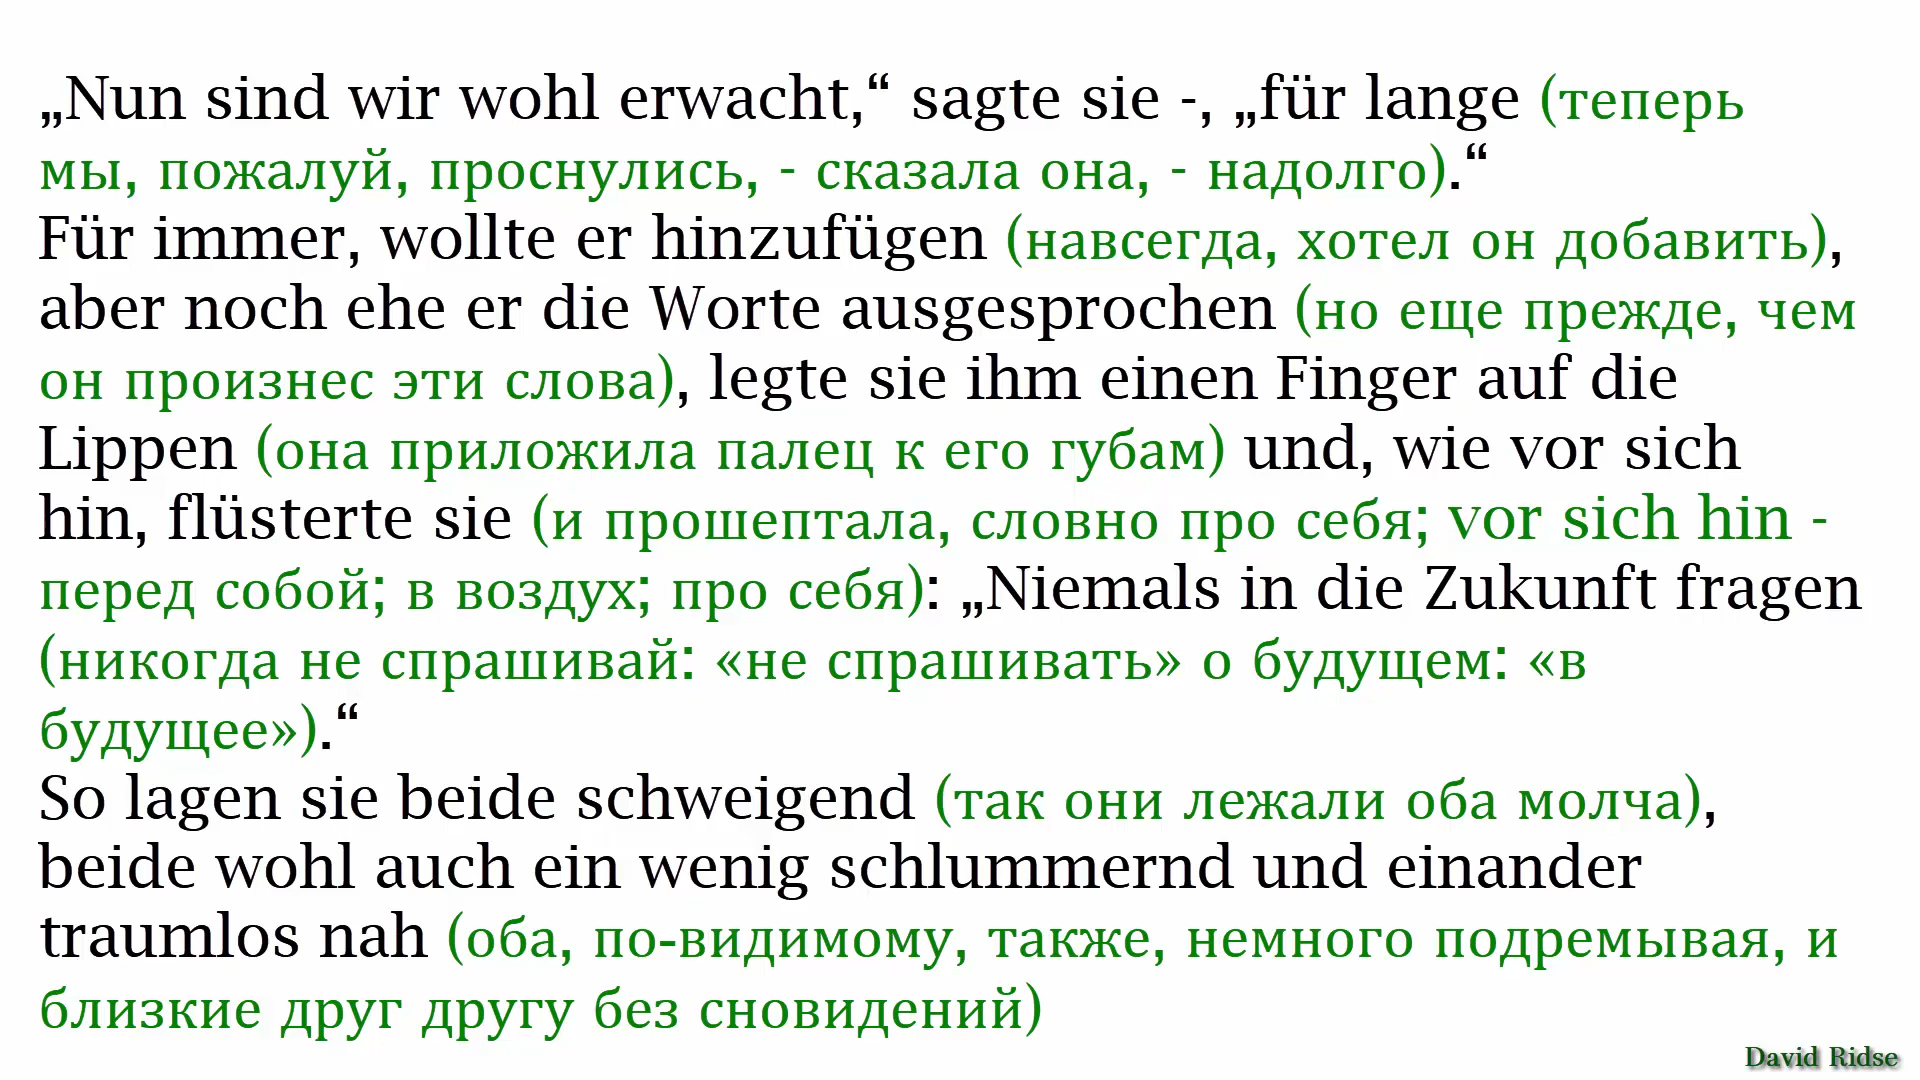 „Nun sind wir wohl erwacht,“ sagte sie -, „für lange (теперь
мы, пожалуй, проснулись, - сказала она, - надолго).“
Für immer, wollte er hinzufügen (навсегда, хотел он добавить),
aber noch ehe er die Worte ausgesprochen (но еще прежде, чем
он произнес эти слова), legte sie ihm einen Finger auf die
Lippen (она приложила палец к его губам) und, wie vor sich
hin, flüsterte sie (и прошептала, словно про себя; vor sich hin -
перед собой; в воздух; про себя): „Niemals in die Zukunft fragen
(никогда не спрашивай: «не спрашивать» о будущем: «в
будущее»).“
So lagen sie beide schweigend (так они лежали оба молча),
beide wohl auch ein wenig schlummernd und einander
traumlos nah (оба, по-видимому, также, немного подремывая, и
близкие друг другу без сновидений)
David Ridse